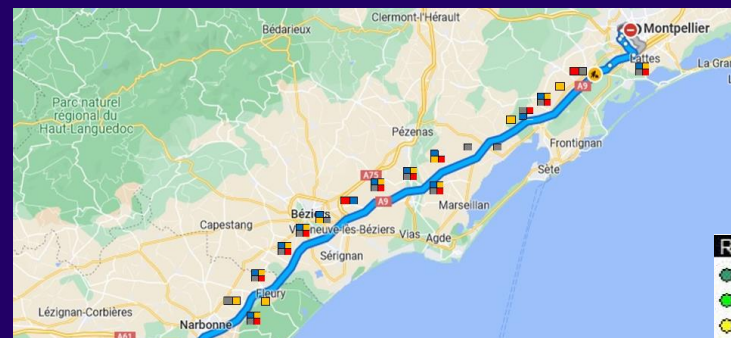 Clermont-l'Hérault
Bédarieux
Montpellier
Lattes
La Gran
Parc naturel
régional du
Haut-Languedoc
A9
Pézenas
Frontignan
Sète
A75
A9
Marseillan
Béziers
Capestang
Villeneuve-lès-Béziers
Vias
Agde
Sérignan
Fleury
Lézignan-Corbières
Narbonne
A61
R